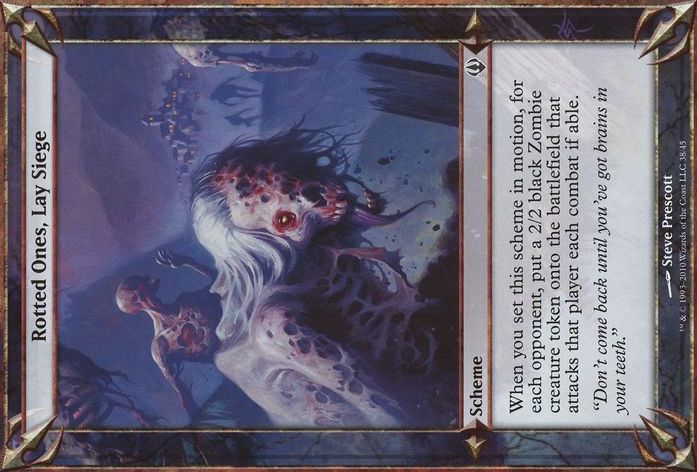 Rotted Ones, Lay Siege
Scheme
When you set this scheme in motion, for
each opponent, put a 2/2 black Zombie
creature token onto the battlefield that
attacks that player each combat if able.
“Don’t come back until you’ve got brains in
your teeth.”
Steve Prescott
™ & © 1993–2010 Wizards of the Coast LLC 38/45